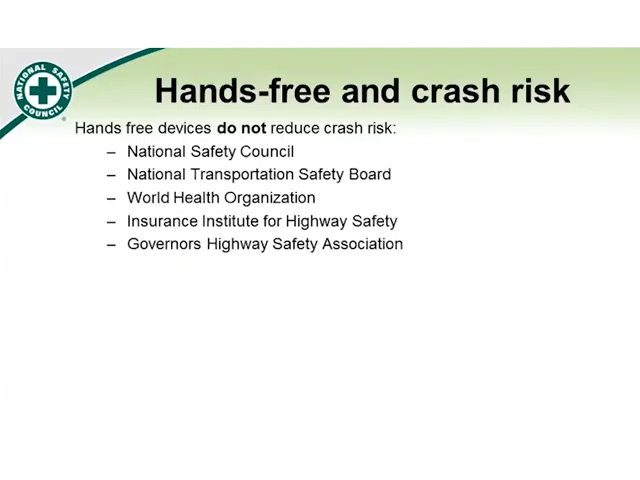 NATIONAL SAFETY COUNCIL
®
Hands-free and crash risk
Hands free devices do not reduce crash risk:
– National Safety Council
– National Transportation Safety Board
– World Health Organization
– Insurance Institute for Highway Safety
– Governors Highway Safety Association